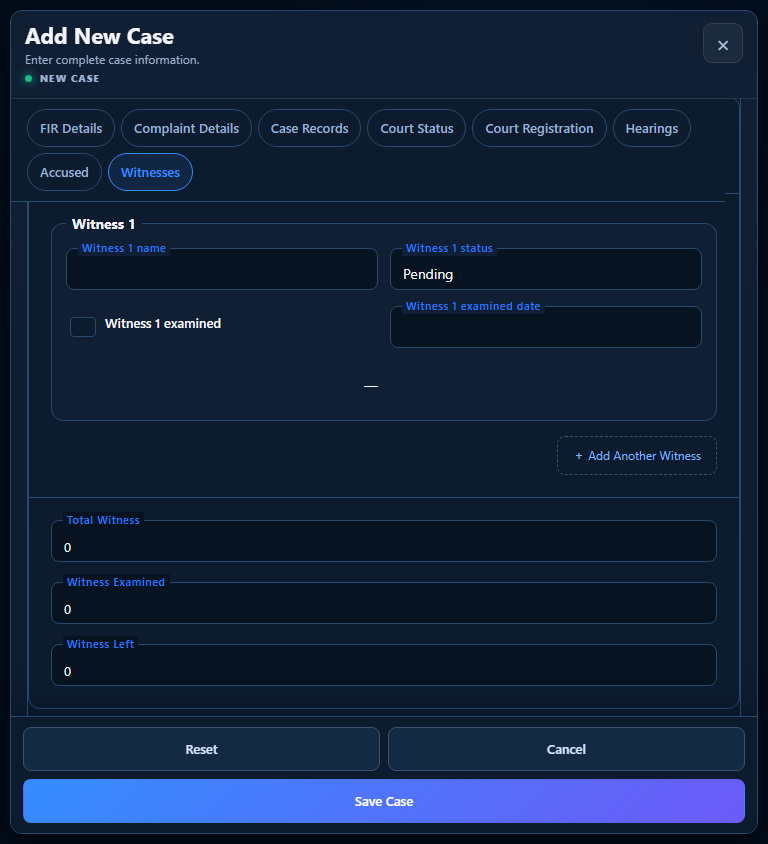 Add New Case
Enter complete case information.
NEW CASE
FIR Details
Complaint Details
Case Records
Court Status
Court Registration
Hearings
Accused
Witnesses
Witness 1
Witness 1 name
Witness 1 status
Pending
Witness 1 examined
Witness 1 examined date
—
+ Add Another Witness
Total Witness
0
Witness Examined
0
Witness Left
0
Reset
Cancel
Save Case